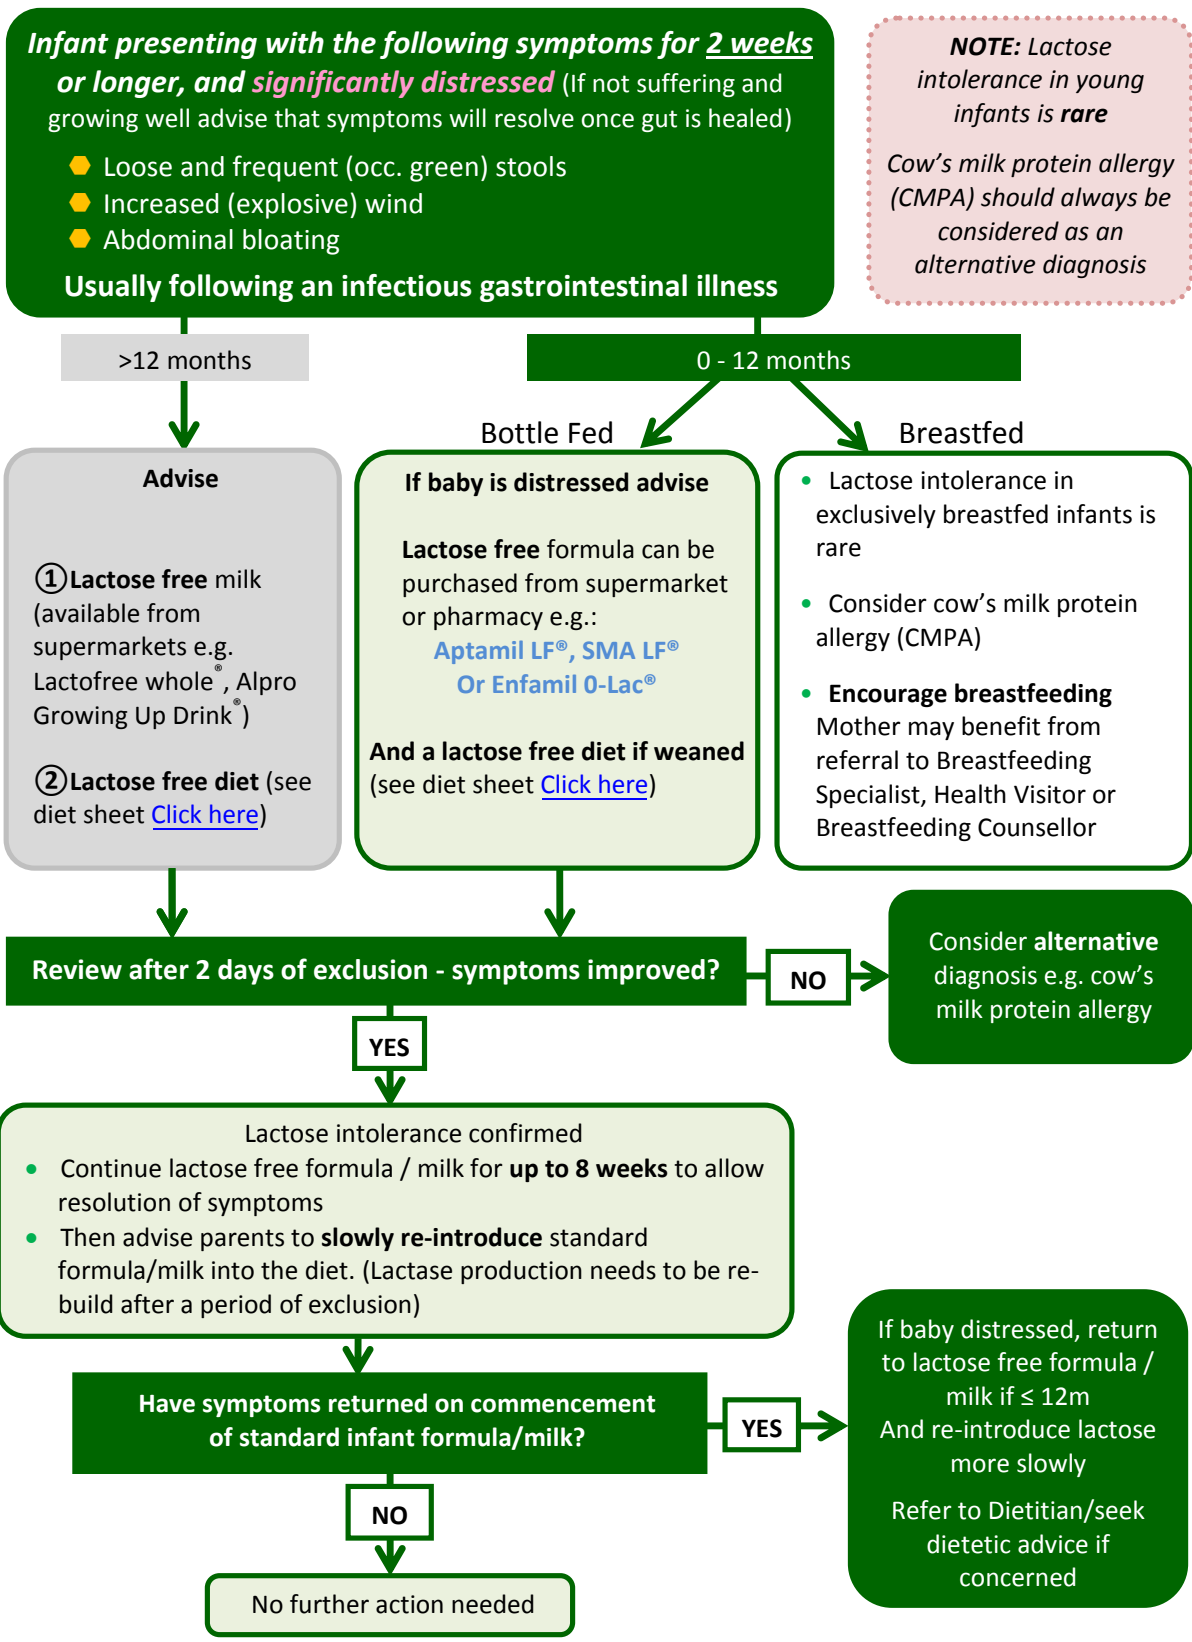 Infant presenting with the following symptoms for 2 weeks
or longer, and significantly distressed (If not suffering and
growing well advise that symptoms will resolve once gut is healed)
Loose and frequent (occ. green) stools
Increased (explosive) wind
Abdominal bloating
Usually following an infectious gastrointestinal illness
NOTE: Lactose
intolerance in young
infants is rare
Cow's milk protein allergy
(CMPA) should always be
considered as an
alternative diagnosis
>12 months
0 - 12 months
Bottle Fed
Breastfed
Advise
①Lactose free milk
(available from
supermarkets e.g.
Lactofree whole®, Alpro
Growing Up Drink®)
②Lactose free diet (see
diet sheet Click here)
If baby is distressed advise
Lactose free formula can be
purchased from supermarket
or pharmacy e.g.:
Aptamil LF®, SMA LF®
Or Enfamil 0-Lac®
And a lactose free diet if weaned
(see diet sheet Click here)
• Lactose intolerance in
exclusively breastfed infants is
rare
• Consider cow's milk protein
allergy (CMPA)
• Encourage breastfeeding
Mother may benefit from
referral to Breastfeeding
Specialist, Health Visitor or
Breastfeeding Counsellor
Review after 2 days of exclusion - symptoms improved?
NO
Consider alternative
diagnosis e.g. cow's
milk protein allergy
YES
Lactose intolerance confirmed
• Continue lactose free formula / milk for up to 8 weeks to allow
resolution of symptoms
• Then advise parents to slowly re-introduce standard
formula/milk into the diet. (Lactase production needs to be re-
build after a period of exclusion)
Have symptoms returned on commencement
of standard infant formula/milk?
YES
If baby distressed, return
to lactose free formula /
milk if ≤ 12m
And re-introduce lactose
more slowly
Refer to Dietitian/seek
dietetic advice if
concerned
NO
No further action needed